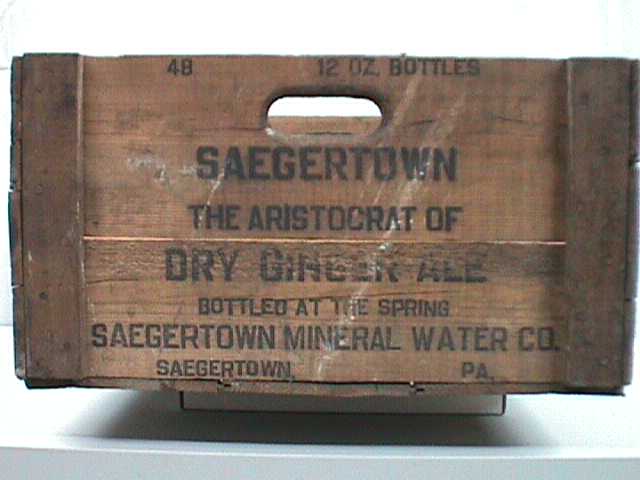 48 12 OZ. BOTTLES
SAEGERTOWN
THE ARISTOCRAT OF
DRY GINGER ALE
BOTTLED AT THE SPRING
SAEGERTOWN MINERAL WATER CO.
SAEGERTOWN, PA.